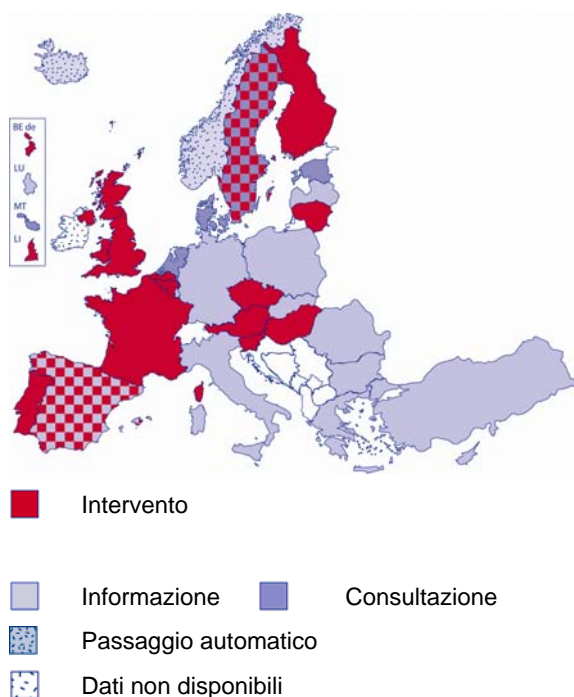 BE de
LU
MT
LI
Intervento
Informazione Consultazione
Passaggio automatico
Dati non disponibili